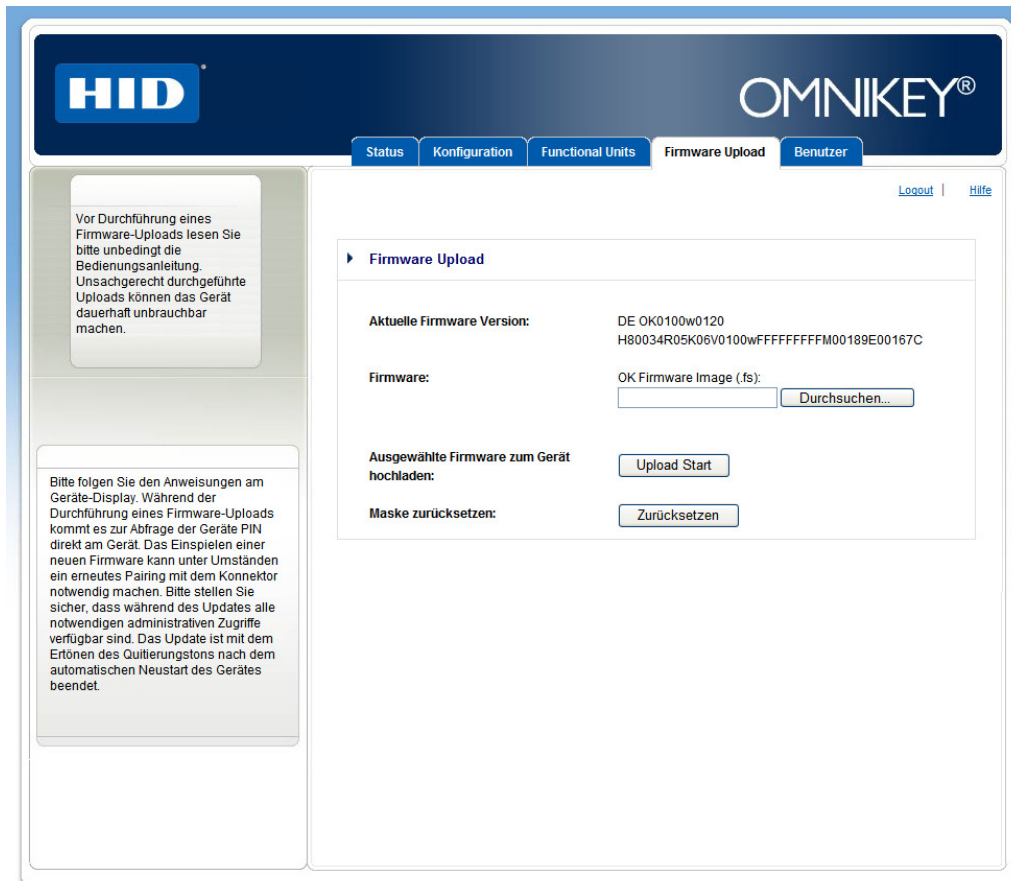 HID
OMNIKEY®
Status Konfiguration Functional Units Firmware Upload Benutzer
Logout | Hilfe
Vor Durchführung eines
Firmware-Uploads lesen Sie
bitte unbedingt die
Bedienungsanleitung.
Unsachgerecht durchgeführte
Uploads können das Gerät
dauerhaft unbrauchbar
machen.
Bitte folgen Sie den Anweisungen am
Geräte-Display. Während der
Durchführung eines Firmware-Uploads
kommt es zur Abfrage der Geräte PIN
direkt am Gerät. Das Einspielen einer
neuen Firmware kann unter Umständen
ein erneutes Pairing mit dem Konnektor
notwendig machen. Bitte stellen Sie
sicher, dass während des Updates alle
notwendigen administrativen Zugriffe
verfügbar sind. Das Update ist mit dem
Ertönen des Quitierungstons nach dem
automatischen Neustart des Gerätes
beendet.
Firmware Upload
Aktuelle Firmware Version: DE OK0100w0120
H80034R05K06V0100wFFFFFFFFFM00189E00167C
Firmware: OK Firmware Image (.fs):
Durchsuchen...
Ausgewählte Firmware zum Gerät
hochladen:
Upload Start
Maske zurücksetzen: Zurücksetzen